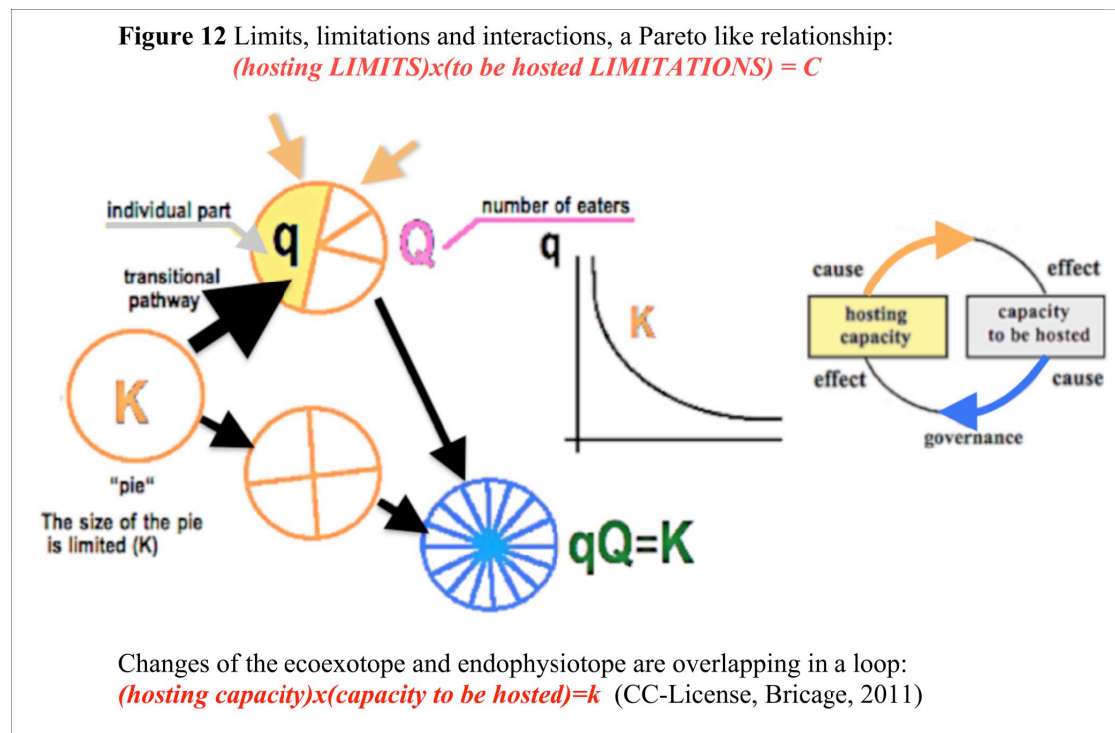 Figure 12 Limits, limitations and interactions, a Pareto like relationship:
(hosting LIMITS)x(to be hosted LIMITATIONS) = C
individual part
q
Q
number of eaters
transitional
pathway
K
"pie"
The size of the pie
is limited (K)
qQ=K
q
K
cause
effect
hosting
capacity
capacity
to be hosted
effect
cause
governance
Changes of the ecoexotope and endophysiotope are overlapping in a loop:
(hosting capacity)x(capacity to be hosted)=k (CC-License, Bricage, 2011)